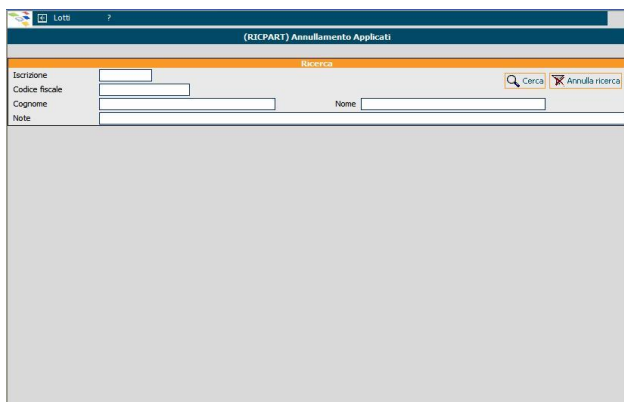 Lotti ?
(RICPART) Annullamento Applicati
Ricerca
Iscrizione
Cerca Annulla ricerca
Codice fiscale
Cognome Nome
Note